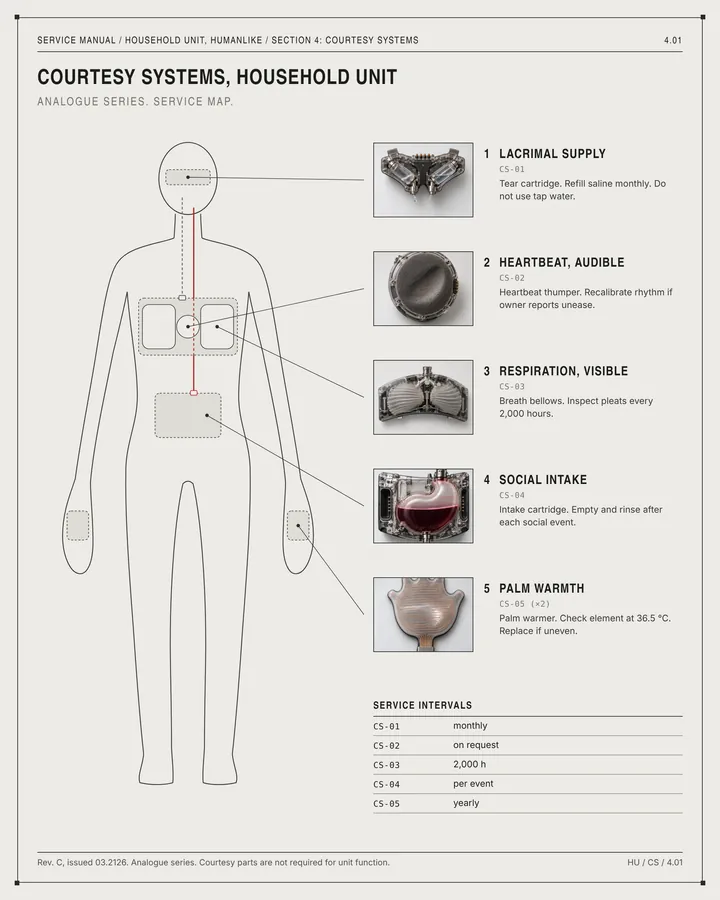 SERVICE MANUAL / HOUSEHOLD UNIT, HUMANLIKE / SECTION 4: COURTESY SYSTEMS
4.01
COURTESY SYSTEMS, HOUSEHOLD UNIT
ANALOGUE SERIES. SERVICE MAP.
1 LACRIMAL SUPPLY
CS-01
Tear cartridge. Refill saline monthly. Do
not use tap water.
2 HEARTBEAT, AUDIBLE
CS-02
Heartbeat thumper. Recalibrate rhythm if
owner reports unease.
3 RESPIRATION, VISIBLE
CS-03
Breath bellows. Inspect pleats every
2,000 hours.
4 SOCIAL INTAKE
CS-04
Intake cartridge. Empty and rinse after
each social event.
5 PALM WARMTH
CS-05 (×2)
Palm warmer. Check element at 36.5 °C.
Replace if uneven.
SERVICE INTERVALS
CS-01 monthly
CS-02 on request
CS-03 2,000 h
CS-04 per event
CS-05 yearly
Rev. C, issued 03.2126. Analogue series. Courtesy parts are not required for unit function.
HU / CS / 4.01